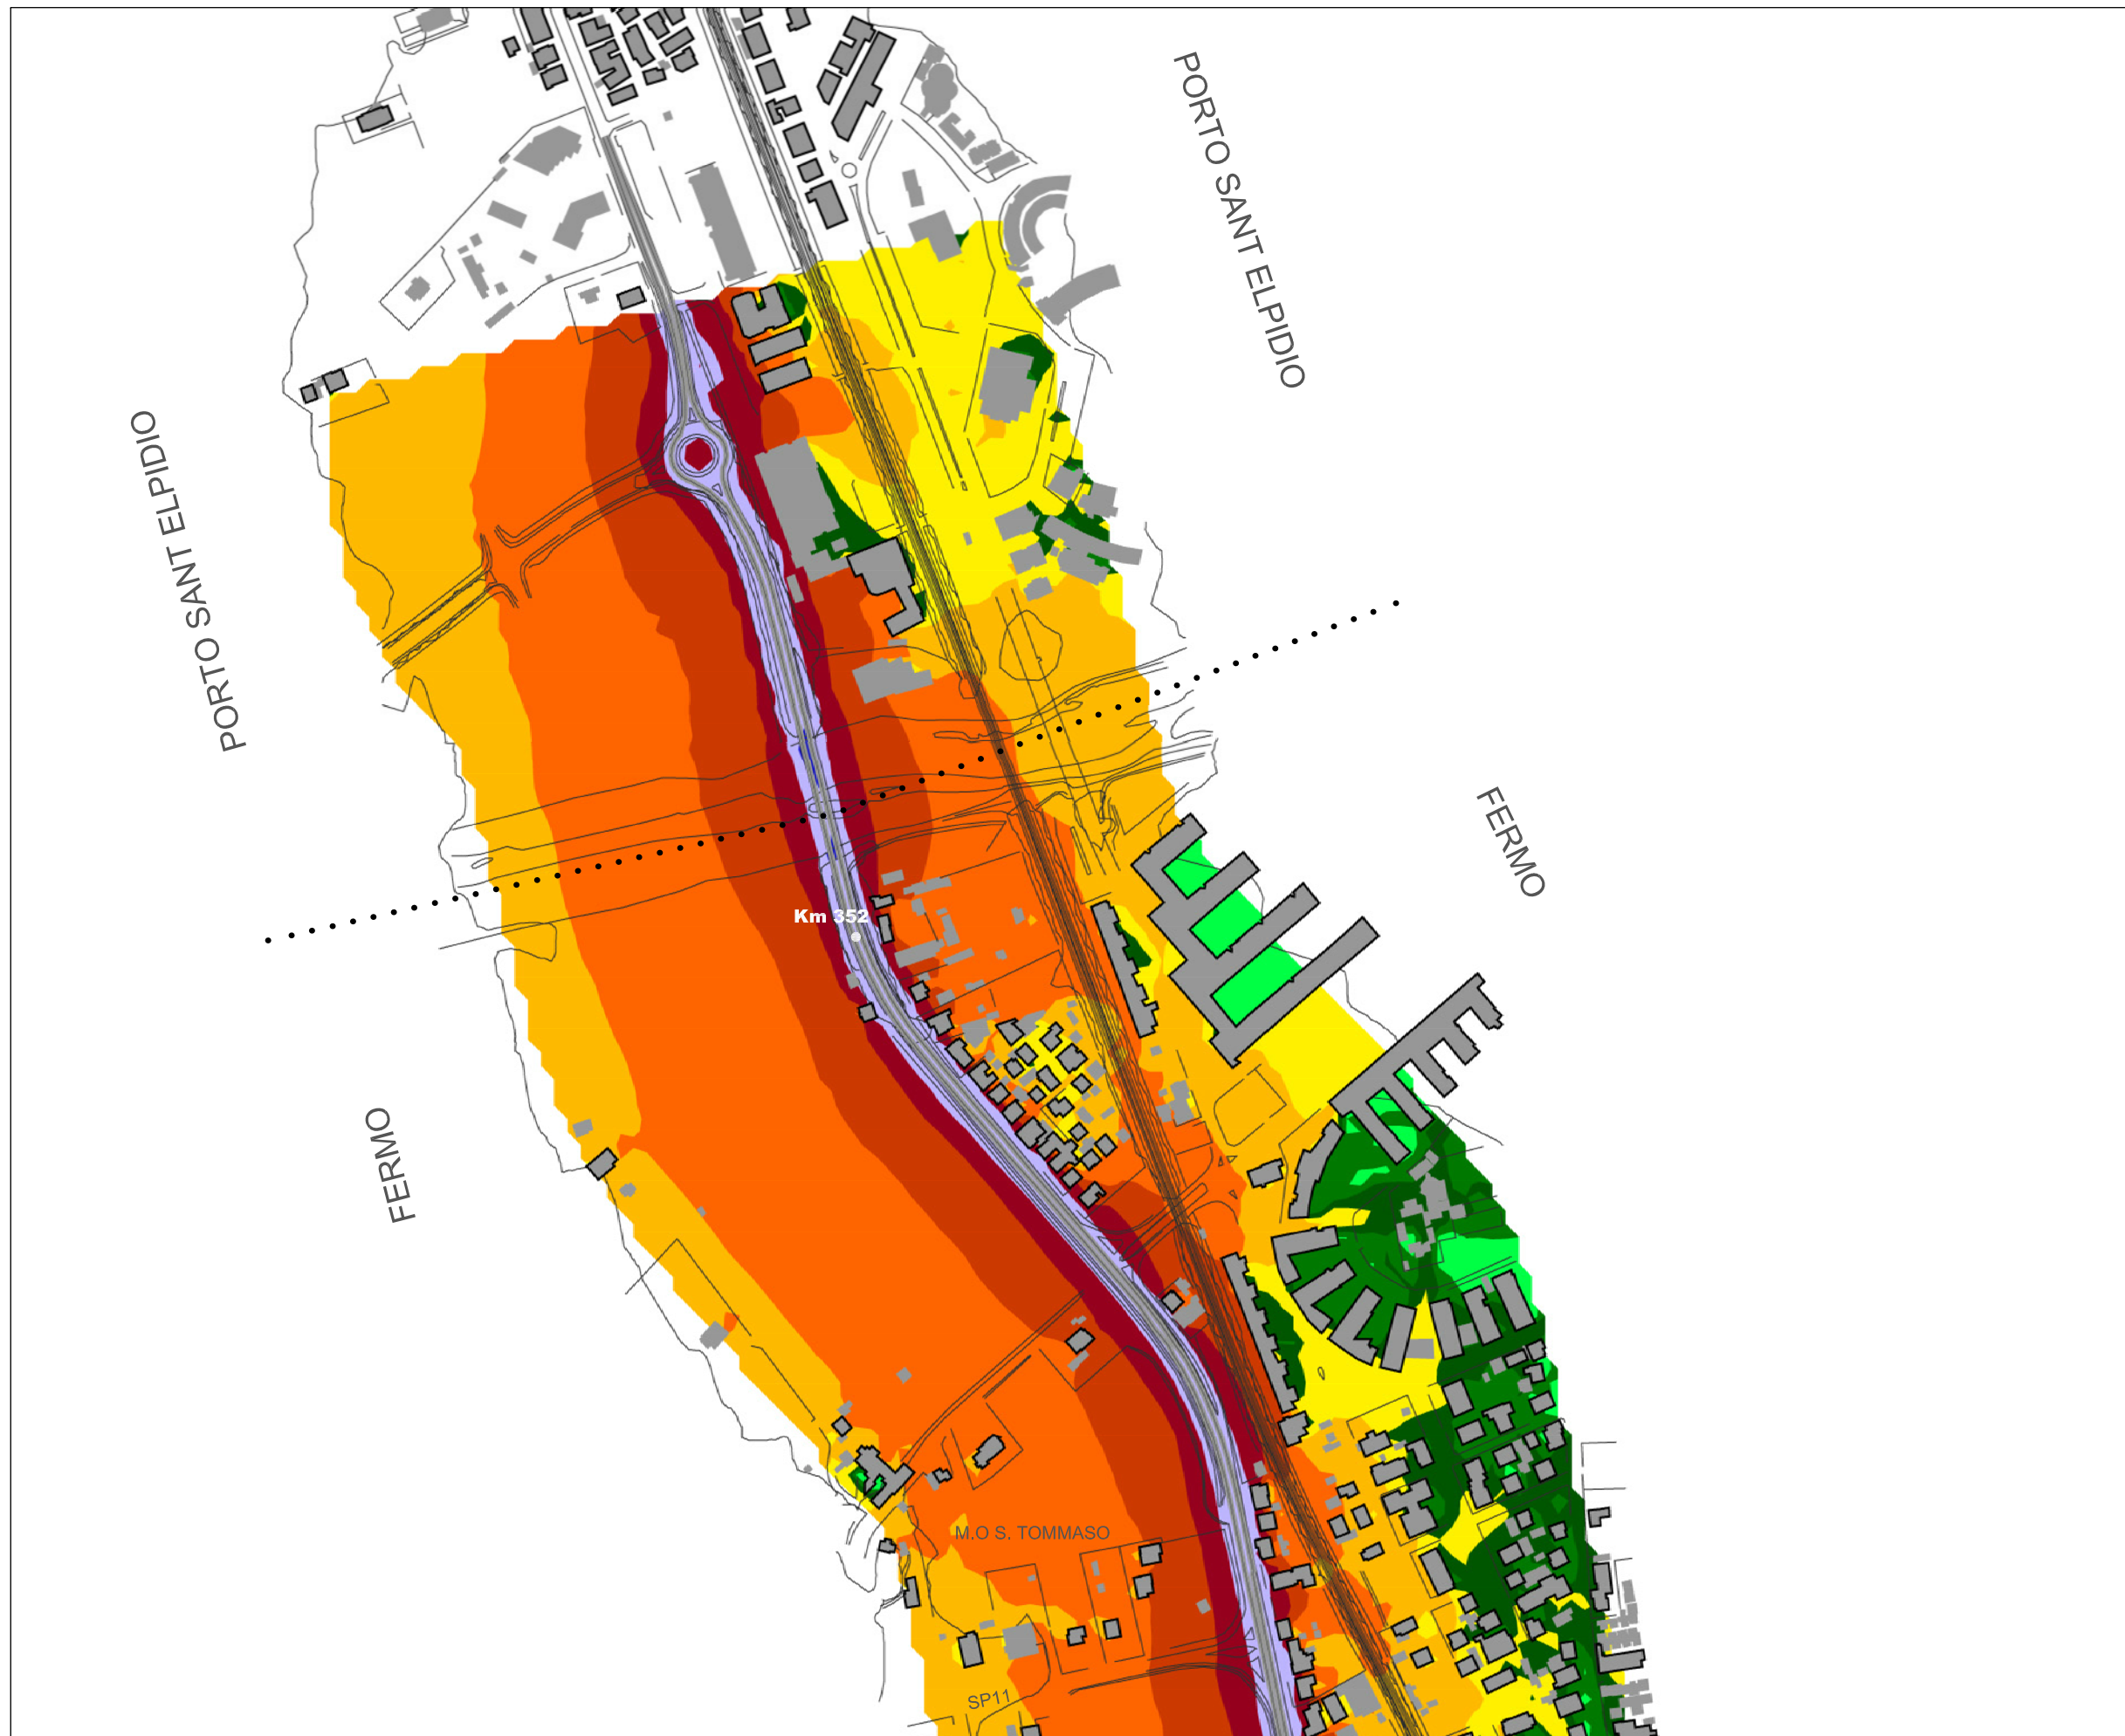 PORTO SANT ELPIDIO
PORTO SANT ELPIDIO
FERMO
Km 352
FERMO
M.O S. TOMMASO
SP11